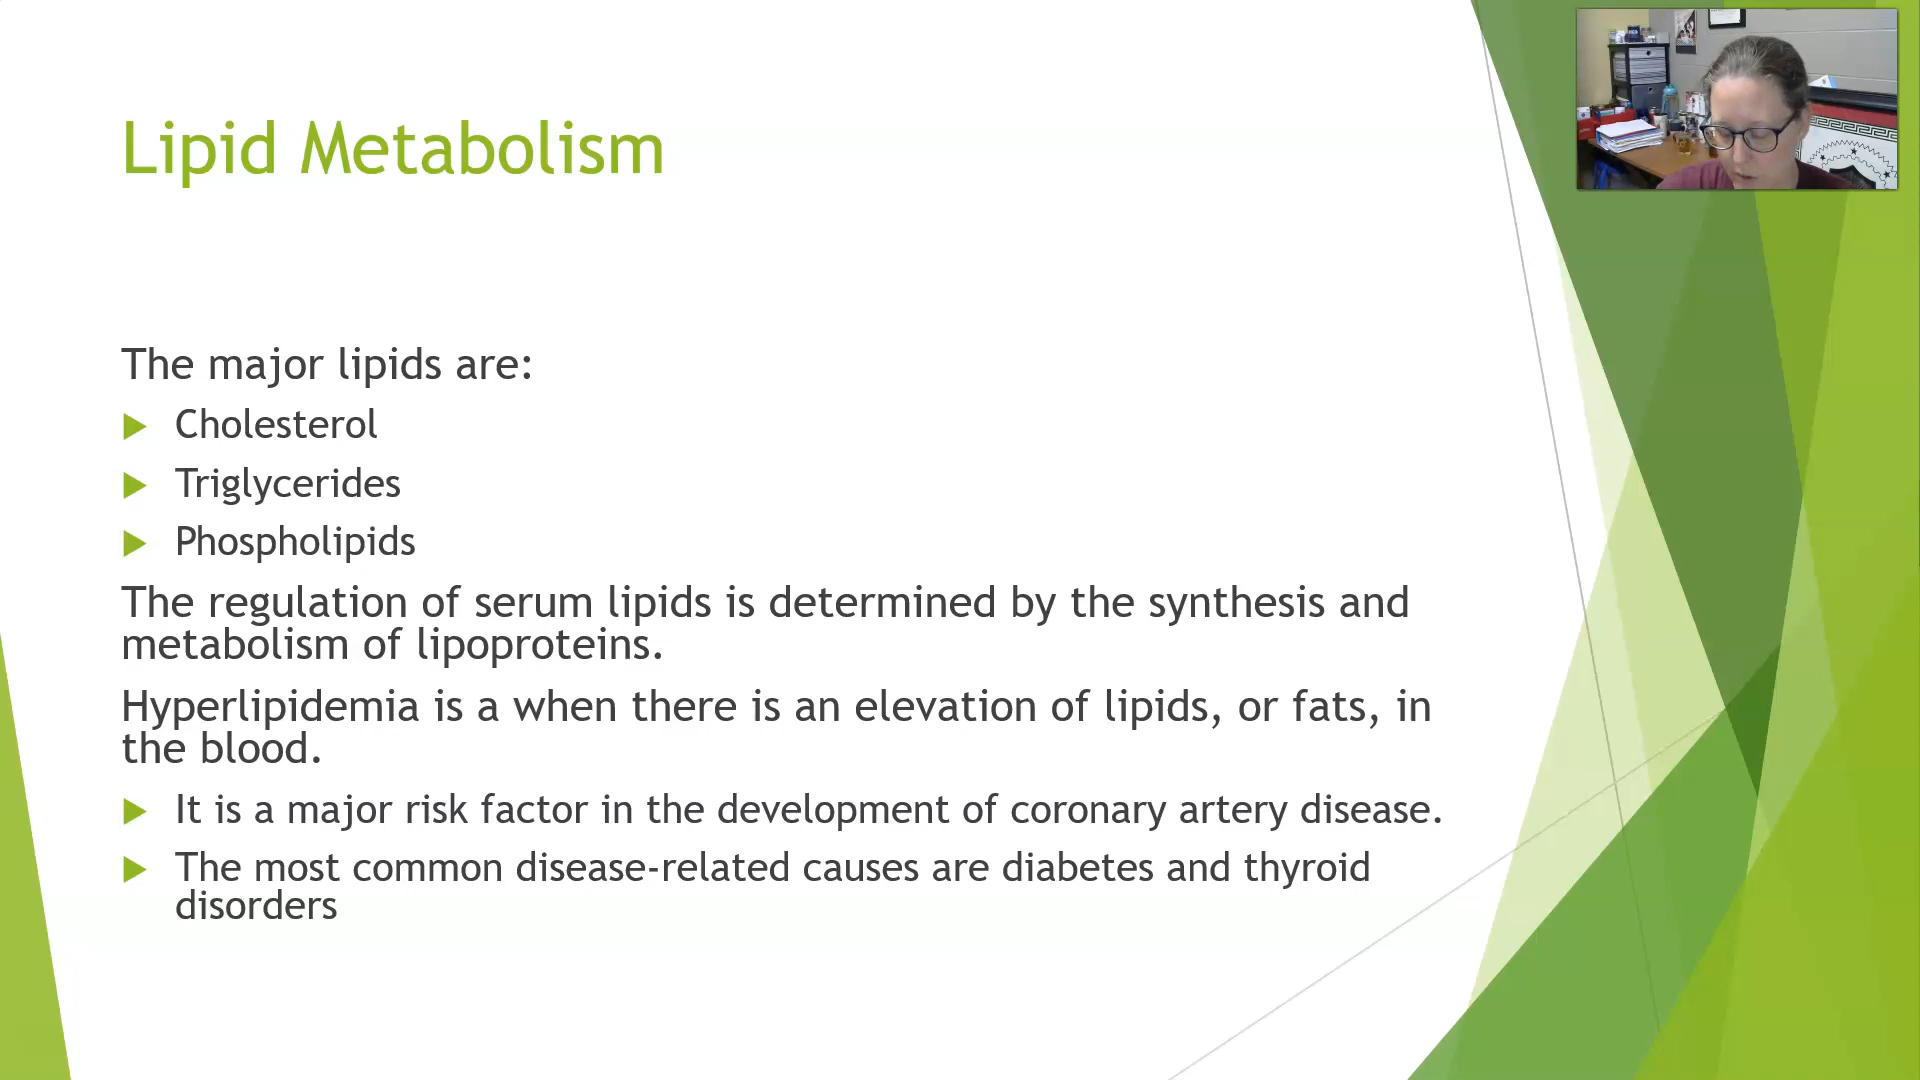 Lipid Metabolism
The major lipids are:
Cholesterol
Triglycerides
Phospholipids
The regulation of serum lipids is determined by the synthesis and
metabolism of lipoproteins.
Hyperlipidemia is a when there is an elevation of lipids, or fats, in
the blood.
It is a major risk factor in the development of coronary artery disease.
The most common disease-related causes are diabetes and thyroid
disorders